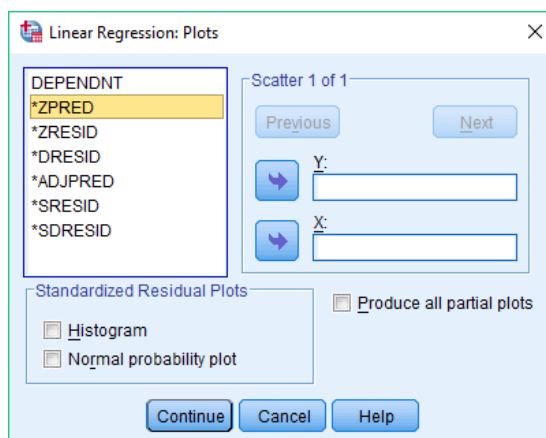 Linear Regression: Plots
DEPENDNT
*ZPRED
*ZRESID
*DRESID
*ADJPRED
*SRESID
*SDRESID
Scatter 1 of 1
Previous
Next
Y:
X:
Standardized Residual Plots
Histogram
Normal probability plot
Produce all partial plots
Continue
Cancel
Help